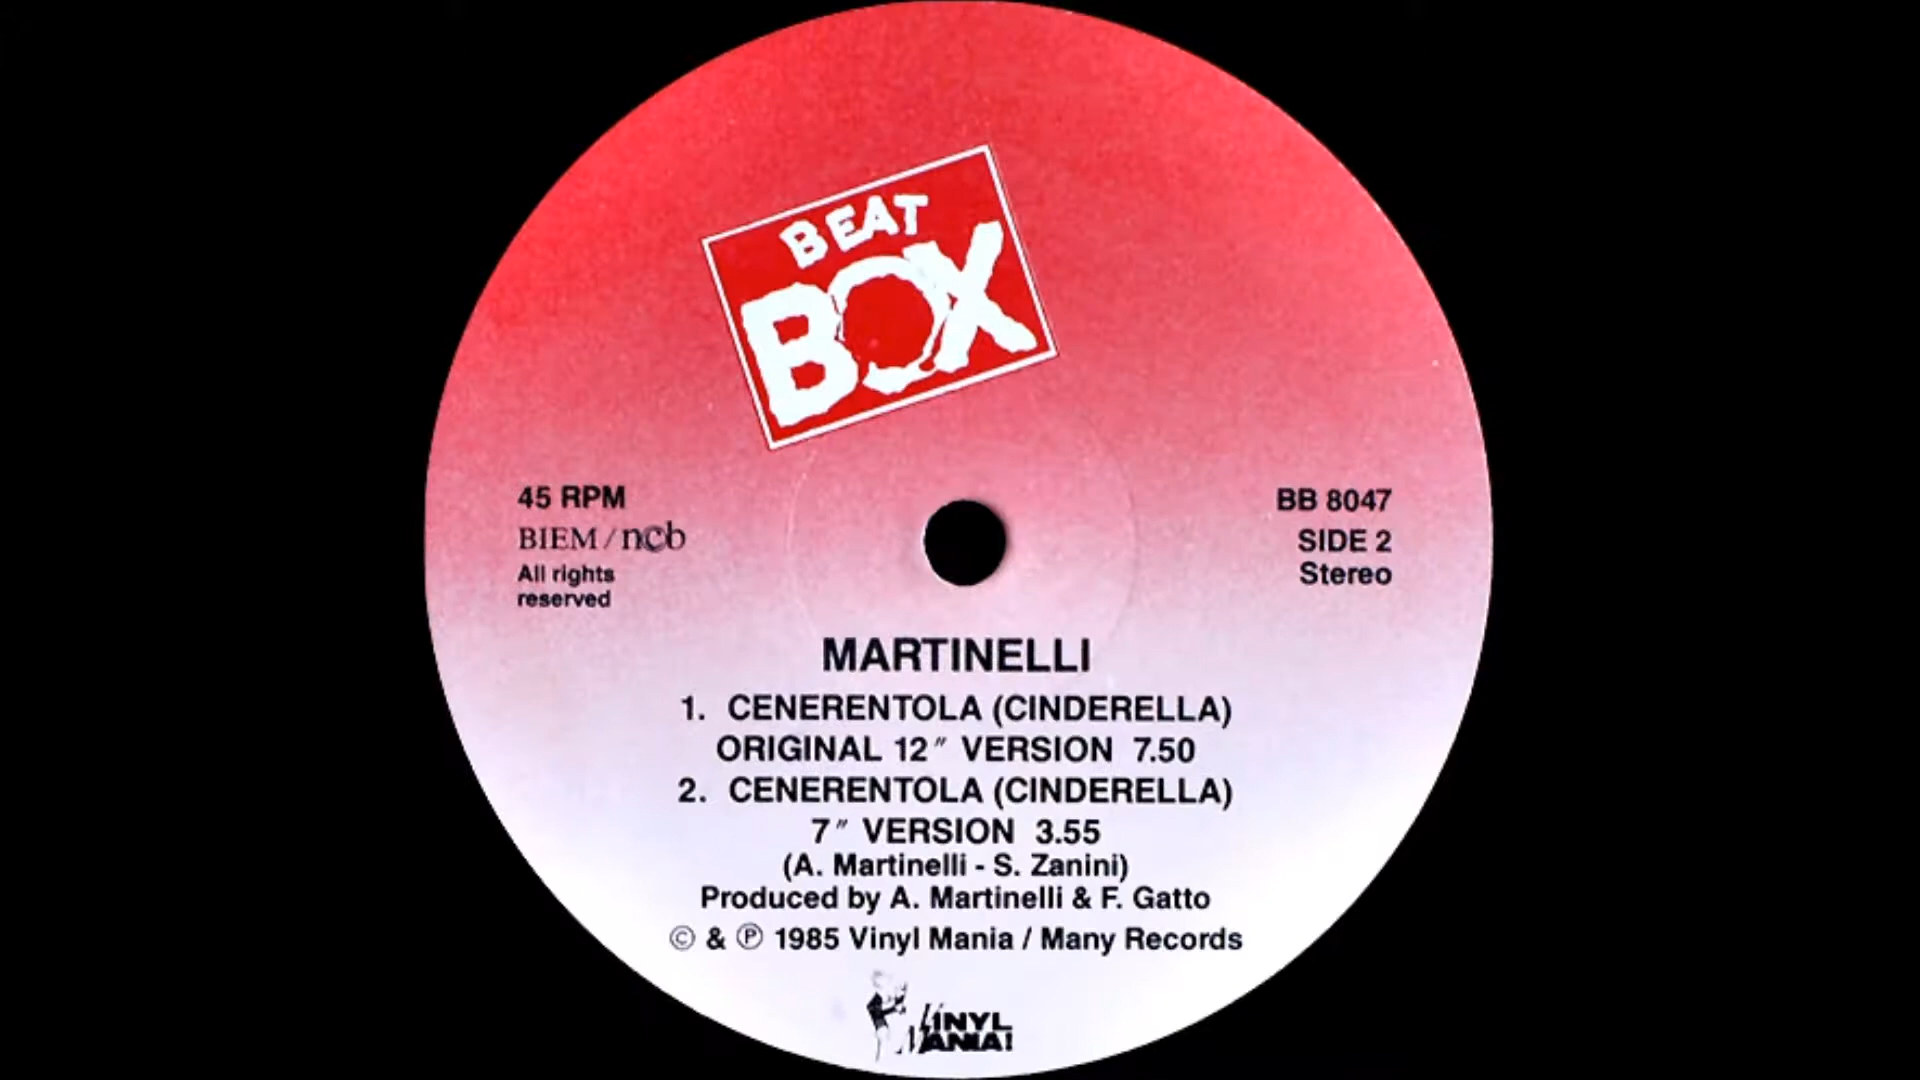 BEAT
BOX
45 RPM
BIEM/ncb
All rights
reserved
BB 8047
SIDE 2
Stereo
MARTINELLI
1. CENERENTOLA (CINDERELLA)
ORIGINAL 12″ VERSION 7.50
2. CENERENTOLA (CINDERELLA)
7″ VERSION 3.55
(A. Martinelli - S. Zanini)
Produced by A. Martinelli & F. Gatto
© & ℗ 1985 Vinyl Mania / Many Records
VINYL
MANIA!